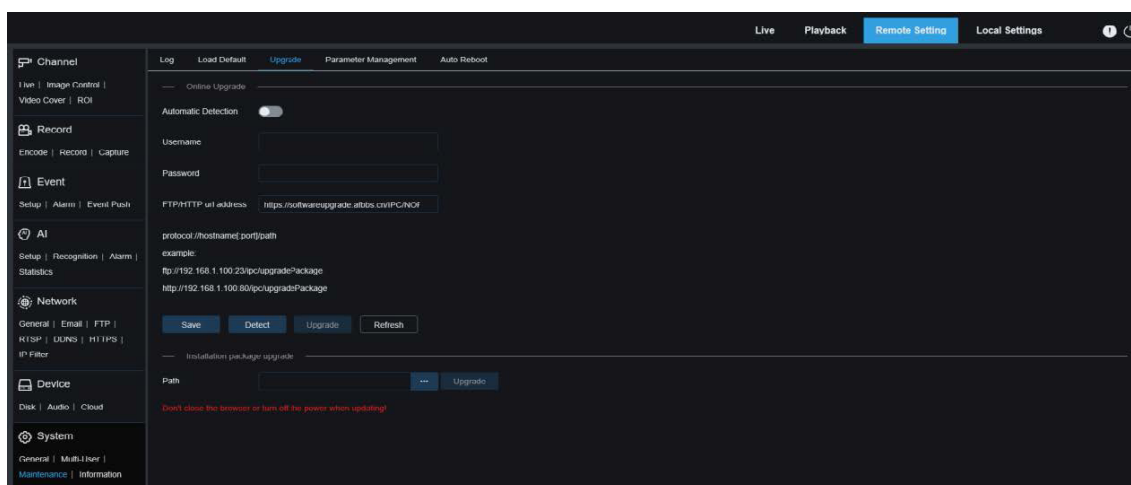 Live Playback Remote Setting Local Settings
Channel
Live | Image Control |
Video Cover | ROI
Record
Encode | Record | Capture
Event
Setup | Alarm | Event Push
AI
Setup | Recognition | Alarm |
Statistics
Network
General | Email | FTP |
RTSP | DDNS | HTTPS |
IP Filter
Device
Disk | Audio | Cloud
System
General | Multi-User |
Maintenance | Information
Log Load Default Upgrade Parameter Management Auto Reboot
Online Upgrade
Automatic Detection
Username
Password
FTP/HTTP url address https://softwareupgrade.afbbs.cn/IPC/NOF
protocol://hostname[:port]/path
example:
ftp://192.168.1.100:23/ipc/upgradePackage
http://192.168.1.100:80/ipc/upgradePackage
Save Detect Upgrade Refresh
Installation package upgrade
Path ... Upgrade
Don't close the browser or turn off the power when updating!